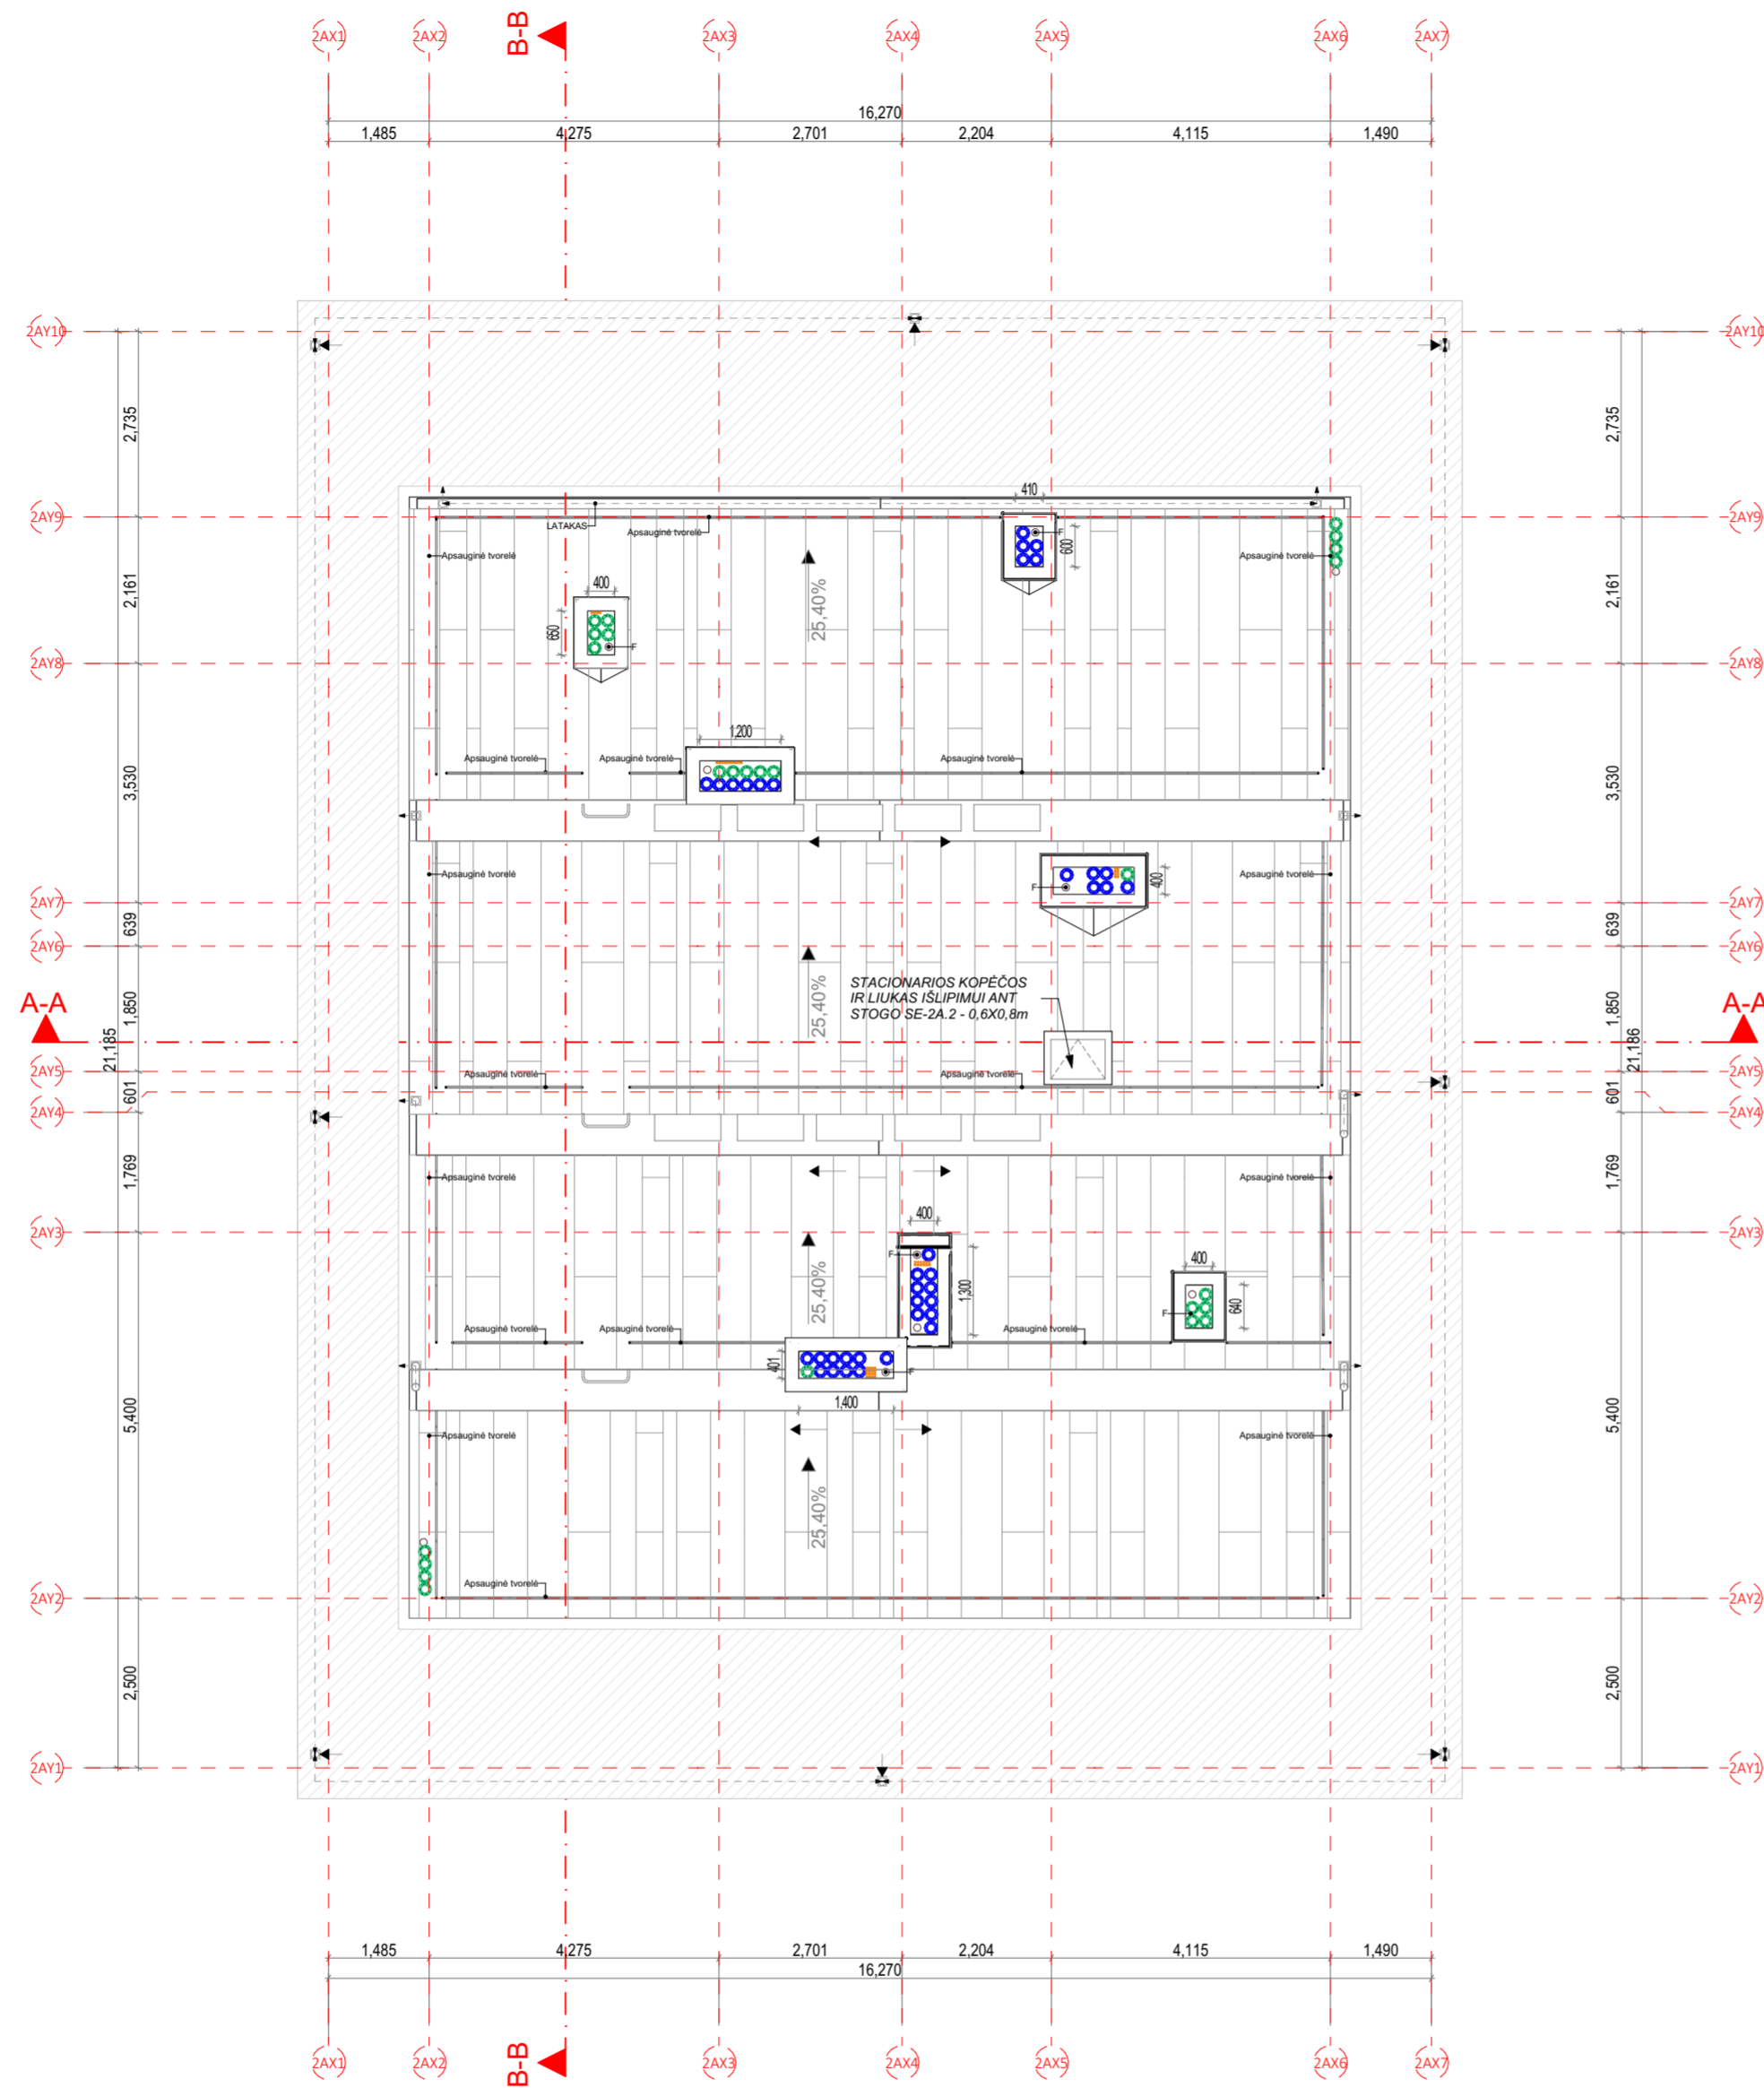 B-B
2AX1 2AX2 2AX3 2AX4 2AX5 2AX6 2AX7
16,270
1,485 4,275 2,701 2,204 4,115 1,490
2AY10 2AY10
2,735 2,735
410
2AY9 2AY9
LATAKAS
Apsauginė tvorelė
F
600
Apsauginė tvorelė Apsauginė tvorelė
400
25,40%
2,161 2,161
650
F
2AY8 2AY8
1,200
Apsauginė tvorelė Apsauginė tvorelė Apsauginė tvorelė
3,530 3,530
Apsauginė tvorelė Apsauginė tvorelė
F
400
2AY7 2AY7
639 639
2AY6 2AY6
25,40%
STACIONARIOS KOPĖČOS
IR LIUKAS IŠLIPIMUI ANT
STOGO SE-2A.2 - 0,6X0,8m
A-A A-A
1,850 1,850
21,185 21,186
2AY5 2AY5
Apsauginė tvorelė Apsauginė tvorelė
601 601
2AY4 2AY4
1,769 1,769
Apsauginė tvorelė Apsauginė tvorelė
400
2AY3 2AY3
F
400
25,40%
1,300
640
F
Apsauginė tvorelė Apsauginė tvorelė Apsauginė tvorelė
401
F
1,400
5,400 5,400
Apsauginė tvorelė Apsauginė tvorelė
25,40%
Apsauginė tvorelė
2AY2 2AY2
2,500 2,500
2AY1 2AY1
1,485 4,275 2,701 2,204 4,115 1,490
16,270
2AX1 2AX2 2AX3 2AX4 2AX5 2AX6 2AX7
B-B